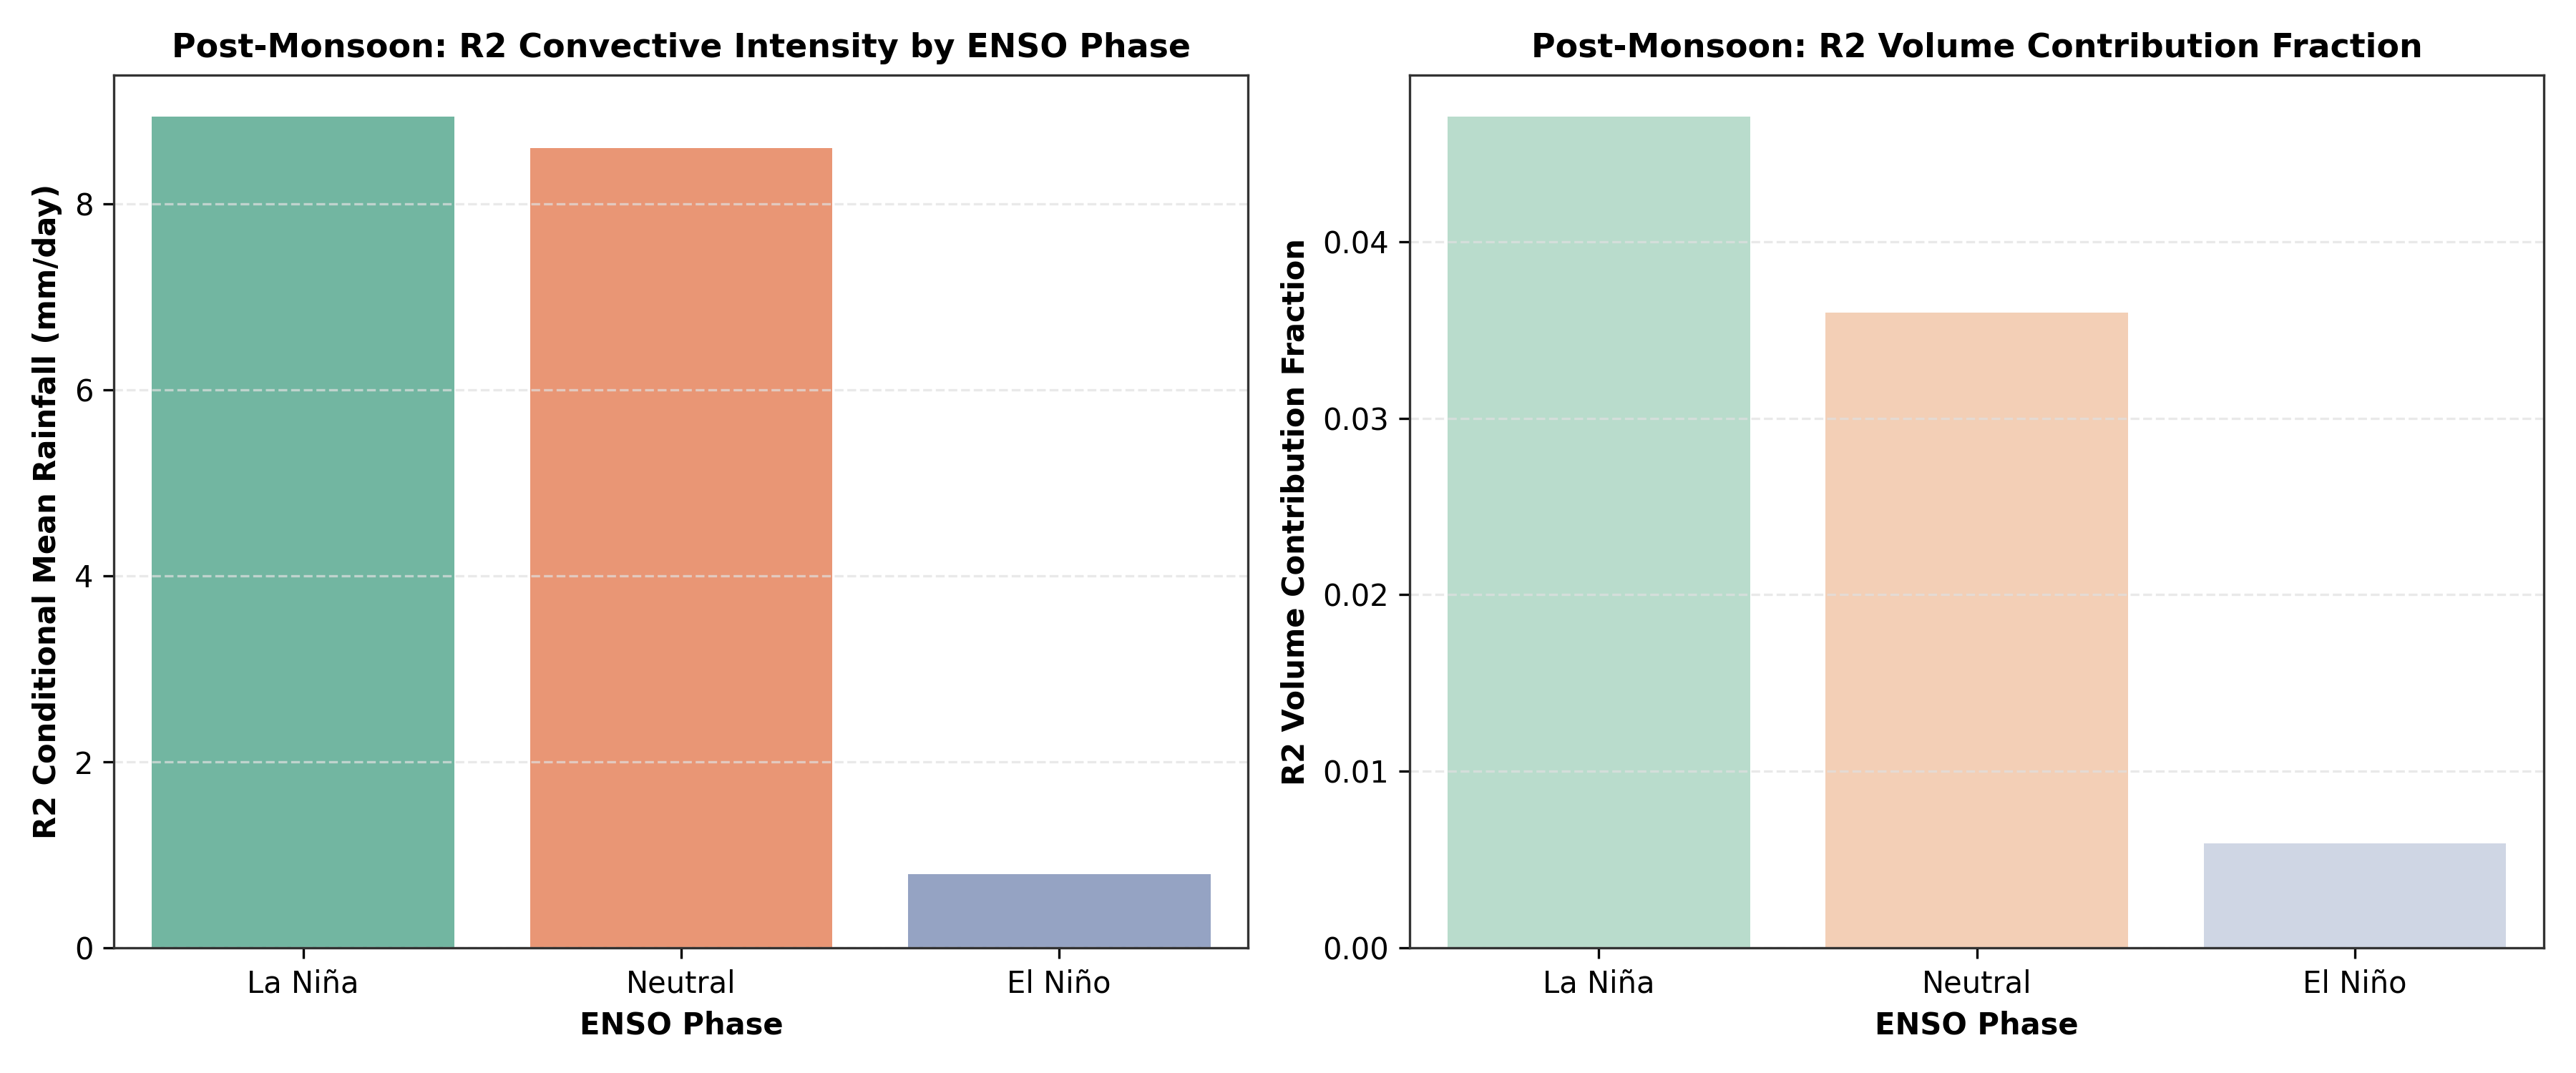 Post-Monsoon: R2 Convective Intensity by ENSO Phase
R2 Conditional Mean Rainfall (mm/day)
8
6
4
2
0
La Niña
Neutral
El Niño
ENSO Phase
Post-Monsoon: R2 Volume Contribution Fraction
R2 Volume Contribution Fraction
0.04
0.03
0.02
0.01
0.00
La Niña
Neutral
El Niño
ENSO Phase